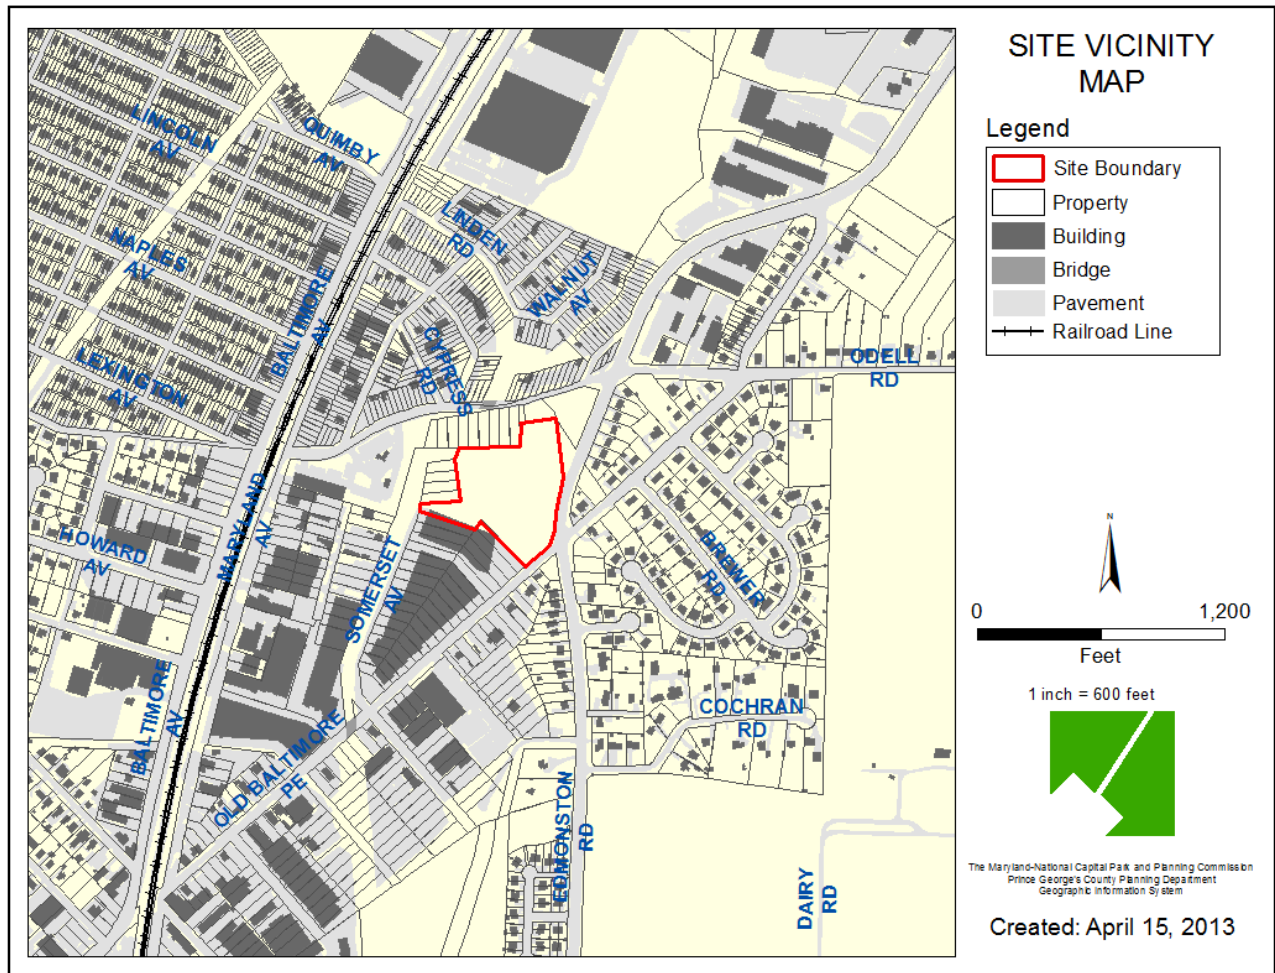 SITE VICINITY
MAP
Legend
Site Boundary
Property
Building
Bridge
Pavement
Railroad Line
N
0 1,200
Feet
1 inch = 600 feet
The Maryland-National Capital Park and Planning Commission
Prince George's County Planning Department
Geographic Information System
Created: April 15, 2013
LINCOLN
AV
QUIMBY
AV
NAPLES
AV
LINDEN
RD
WALNUT
AV
BALTIMORE
AV
CYPRESS
RD
LEXINGTON
AV
ODELL
RD
MARYLAND
AV
HOWARD
AV
SOMERSET
AV
BREWER
RD
BALTIMORE
AV
OLD BALTIMORE
PE
COCHRAN
RD
EDMONSTON
RD
DAIRY
RD